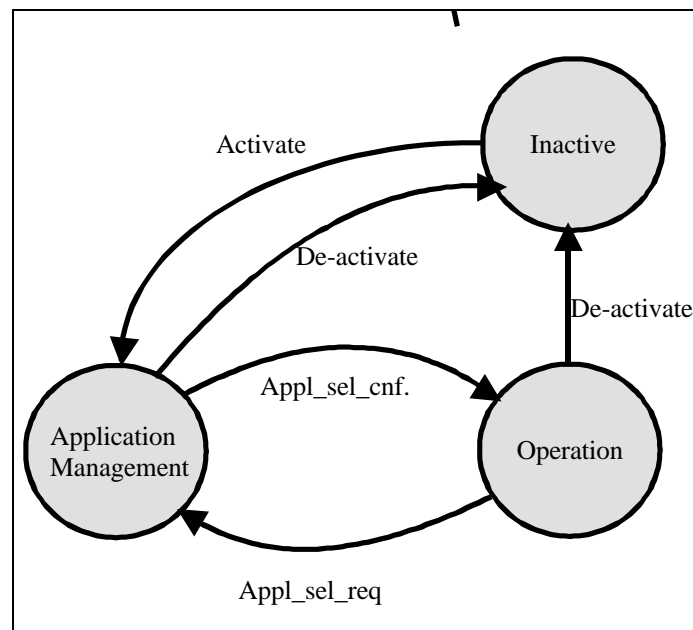 Activate
Inactive
De-activate
De-activate
Appl_sel_cnf.
Application
Management
Operation
Appl_sel_req